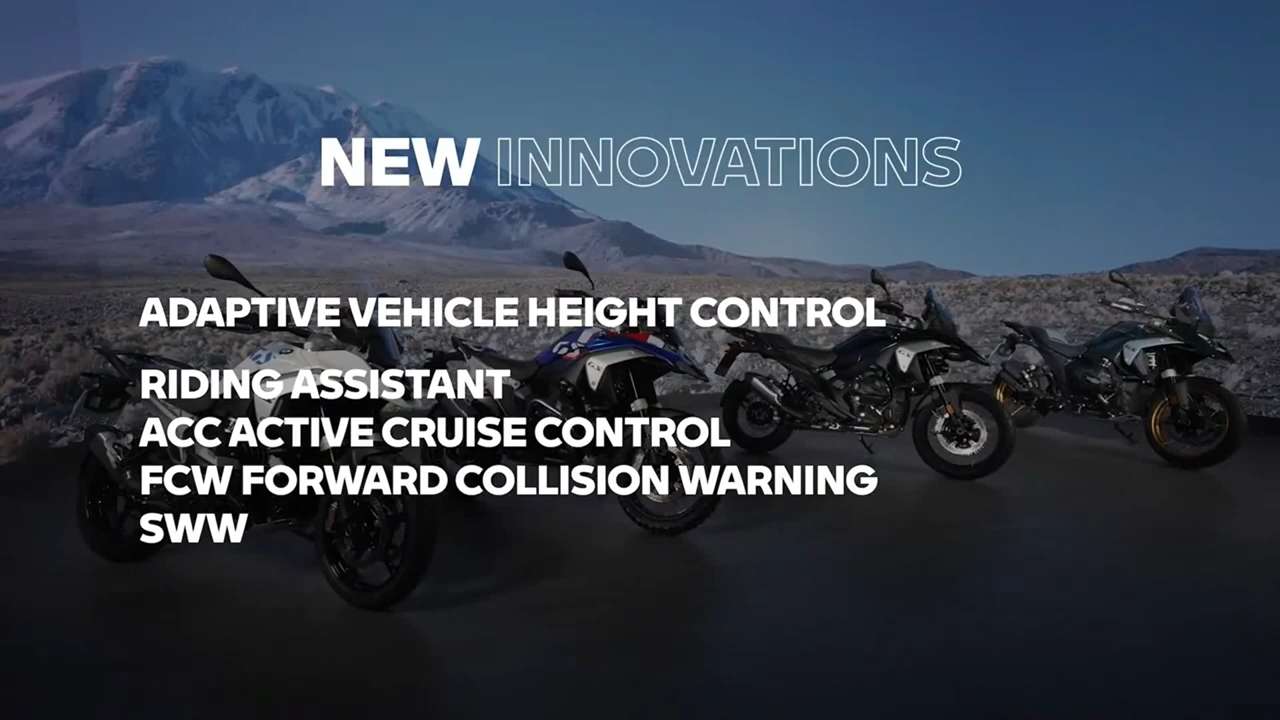 NEW INNOVATIONS
ADAPTIVE VEHICLE HEIGHT CONTROL
RIDING ASSISTANT
ACC ACTIVE CRUISE CONTROL
FCW FORWARD COLLISION WARNING
SWW